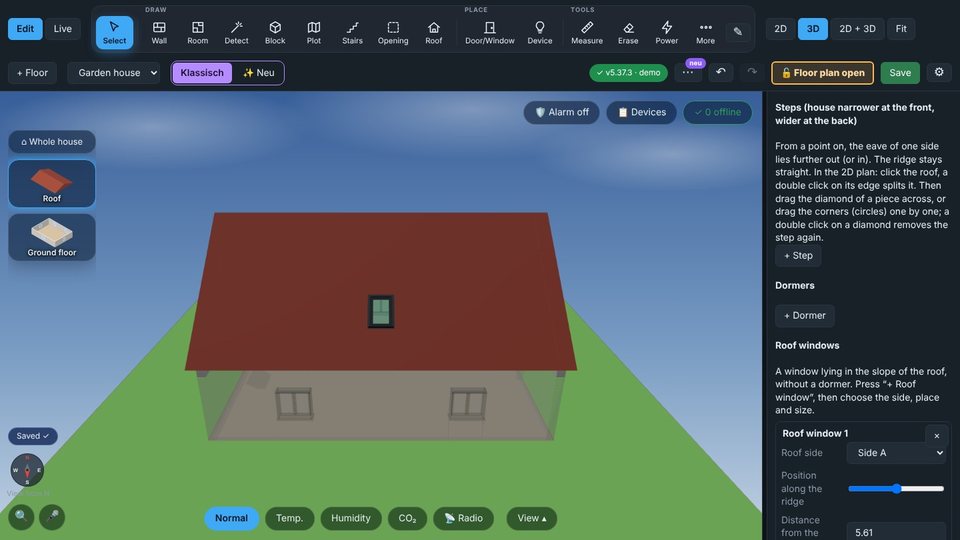 DRAW
PLACE
TOOLS
Edit
Live
Select
Wall
Room
Detect
Block
Plot
Stairs
Opening
Roof
Door/Window
Device
Measure
Erase
Power
More
2D
3D
2D + 3D
Fit
+ Floor
Garden house
Klassisch
✨ Neu
✓ v5.37.3 · demo
neu
⋯
🔓 Floor plan open
Save
🛡️ Alarm off
📋 Devices
✓ 0 offline
⌂ Whole house
Roof
Ground floor
Saved ✓
N
W
E
S
🔍
🎤
Normal
Temp.
Humidity
CO₂
📡 Radio
View ▴
Steps (house narrower at the front,
wider at the back)
From a point on, the eave of one side
lies further out (or in). The ridge stays
straight. In the 2D plan: click the roof, a
double click on its edge splits it. Then
drag the diamond of a piece across, or
drag the corners (circles) one by one; a
double click on a diamond removes the
step again.
+ Step
Dormers
+ Dormer
Roof windows
A window lying in the slope of the roof,
without a dormer. Press “+ Roof
window”, then choose the side, place
and size.
Roof window 1
×
Roof side
Side A
Position
along the
ridge
Distance
from the
5.61